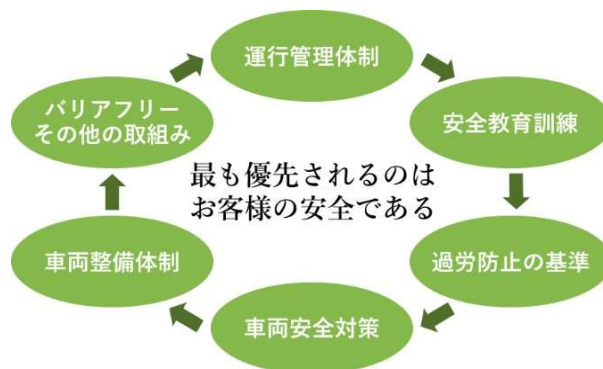 運行管理体制
安全教育訓練
過労防止の基準
車両安全対策
車両整備体制
バリアフリー
その他の取組み
最も優先されるのは
お客様の安全である